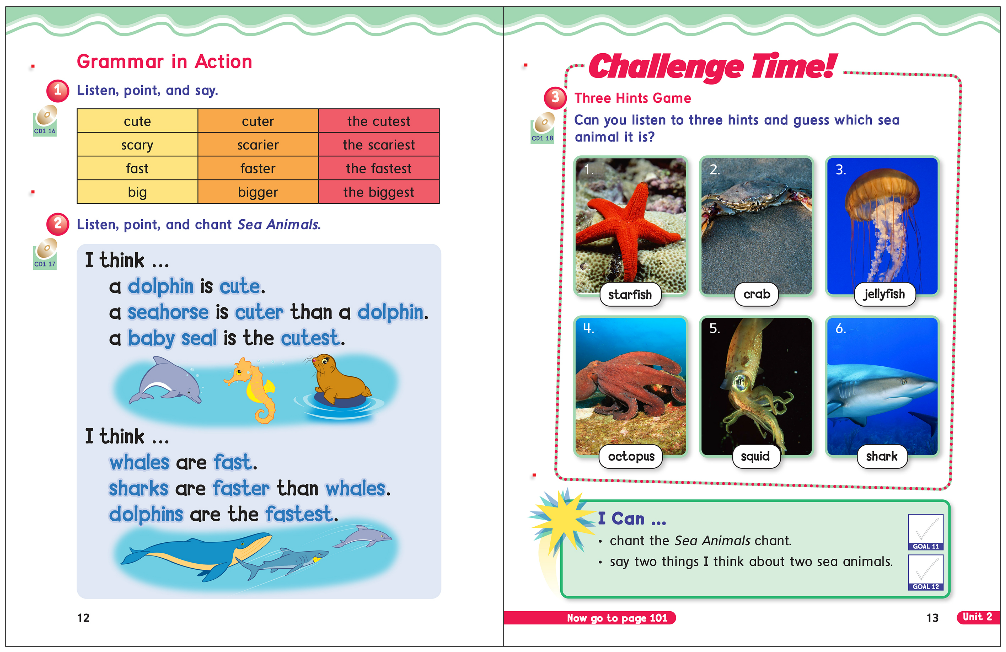 Grammar in Action
1 Listen, point, and say.
CD1 16
cute cuter the cutest
scary scarier the scariest
fast faster the fastest
big bigger the biggest
2 Listen, point, and chant Sea Animals.
CD1 17
I think ...
a dolphin is cute.
a seahorse is cuter than a dolphin.
a baby seal is the cutest.
I think ...
whales are fast.
sharks are faster than whales.
dolphins are the fastest.
12
Challenge Time!
3 Three Hints Game
CD1 18
Can you listen to three hints and guess which sea
animal it is?
1. 2. 3.
starfish crab jellyfish
4. 5. 6.
octopus squid shark
I Can ...
• chant the Sea Animals chant.
GOAL 11
• say two things I think about two sea animals.
GOAL 12
Now go to page 101
13 Unit 2